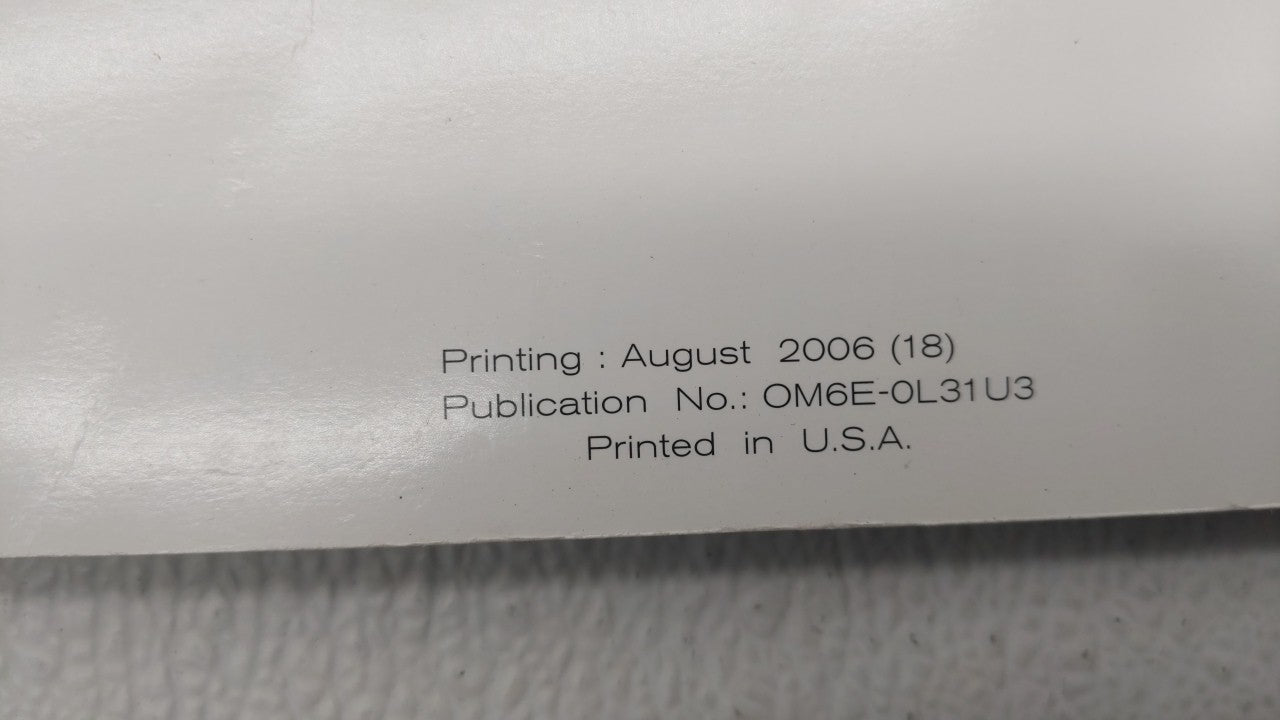 Printing : August 2006 (18)
Publication No.: OM6E-0L31U3
Printed in U.S.A.